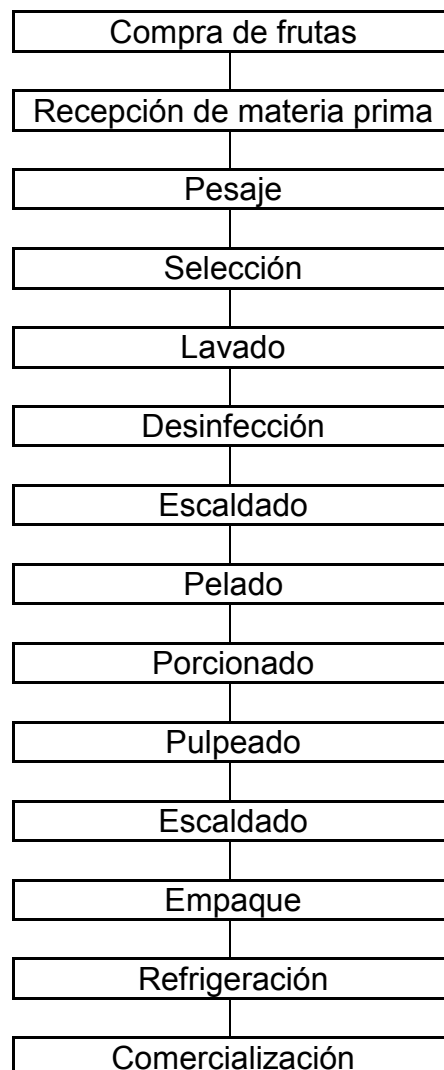 Compra de frutas
Recepción de materia prima
Pesaje
Selección
Lavado
Desinfección
Escaldado
Pelado
Porcionado
Pulpeado
Escaldado
Empaque
Refrigeración
Comercialización